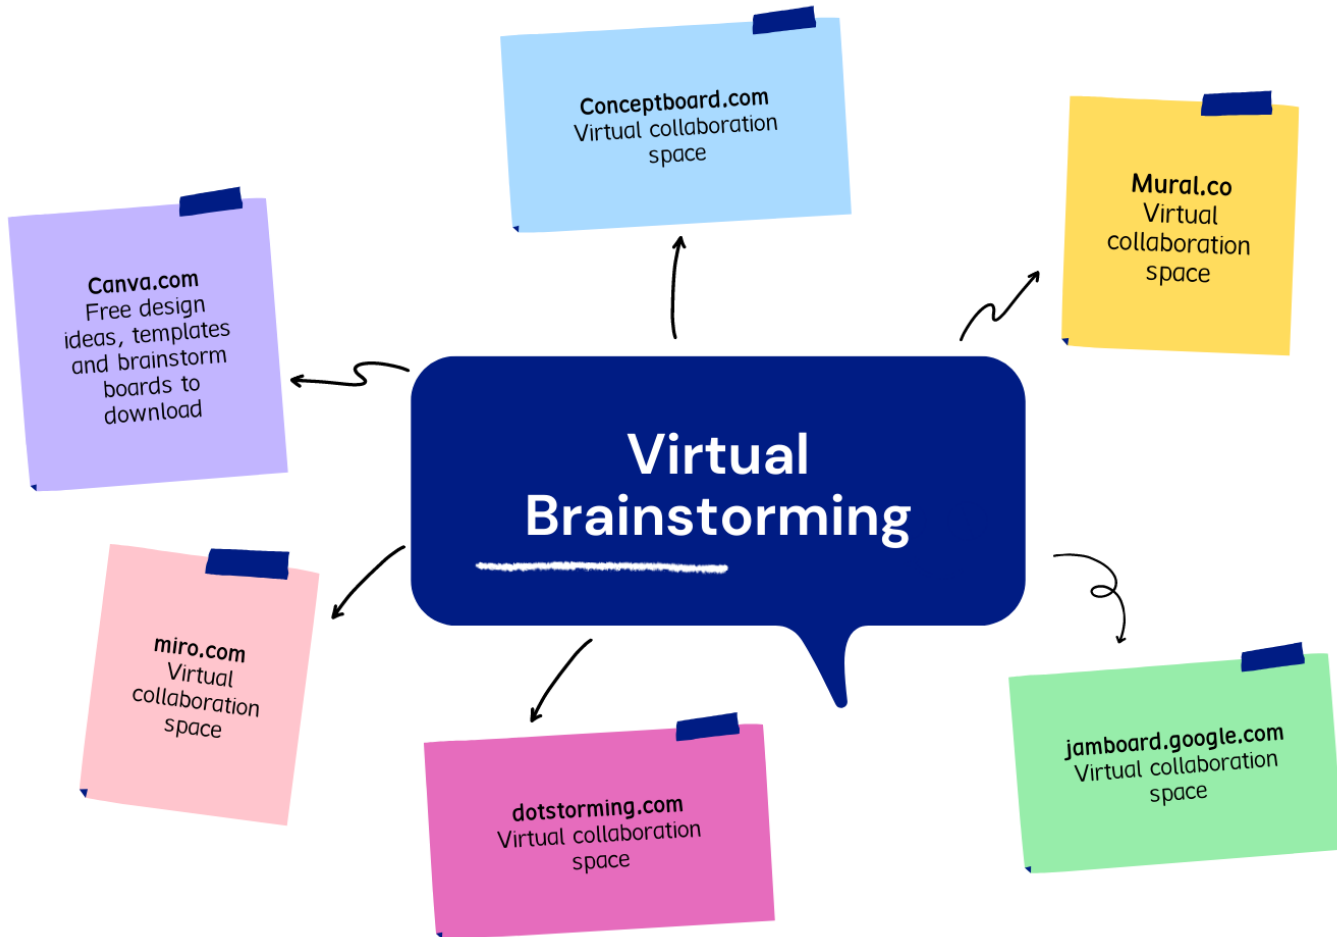 Conceptboard.com
Virtual collaboration
space
Mural.co
Virtual
collaboration
space
Canva.com
Free design
ideas, templates
and brainstorm
boards to
download
Virtual
Brainstorming
miro.com
Virtual
collaboration
space
dotstorming.com
Virtual collaboration
space
jamboard.google.com
Virtual collaboration
space